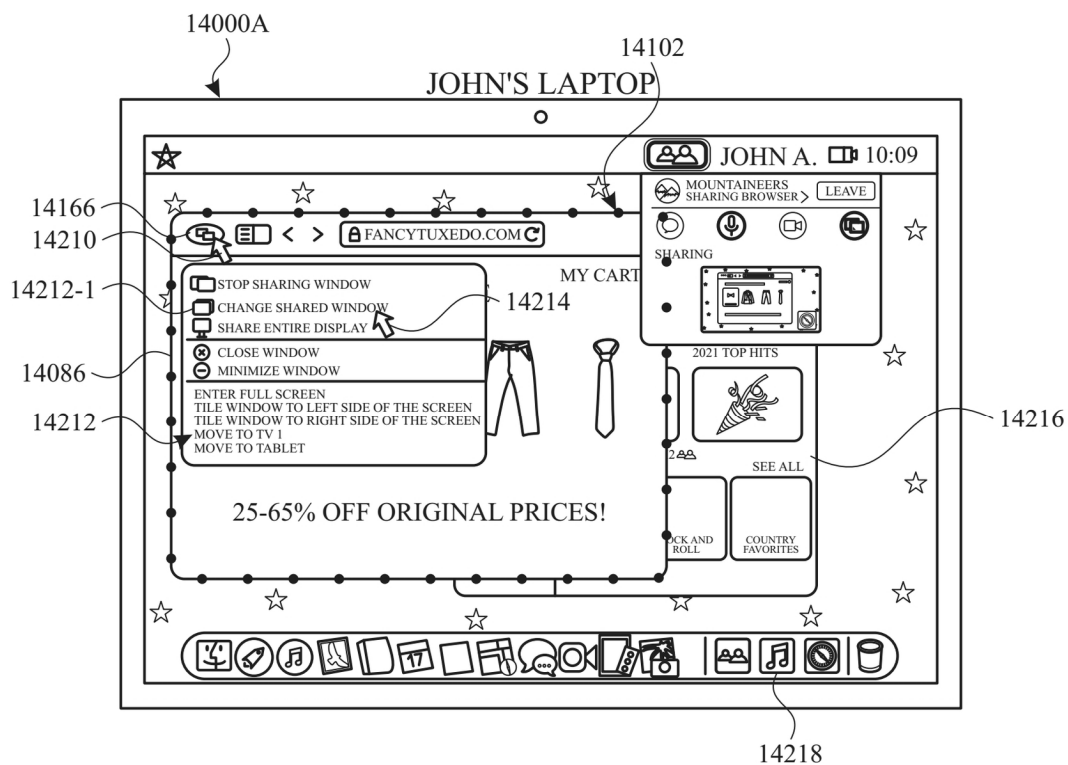 14000A
14102
JOHN'S LAPTOP
JOHN A. 10:09
MOUNTAINEERS
SHARING BROWSER >
LEAVE
14166
14210
FANCYTUXEDO.COM
SHARING
14212-1
STOP SHARING WINDOW
CHANGE SHARED WINDOW
SHARE ENTIRE DISPLAY
MY CART
14214
14086
CLOSE WINDOW
MINIMIZE WINDOW
2021 TOP HITS
14212
ENTER FULL SCREEN
TILE WINDOW TO LEFT SIDE OF THE SCREEN
TILE WINDOW TO RIGHT SIDE OF THE SCREEN
MOVE TO TV 1
MOVE TO TABLET
14216
2
SEE ALL
25-65% OFF ORIGINAL PRICES!
OCK AND
ROLL
COUNTRY
FAVORITES
17
14218